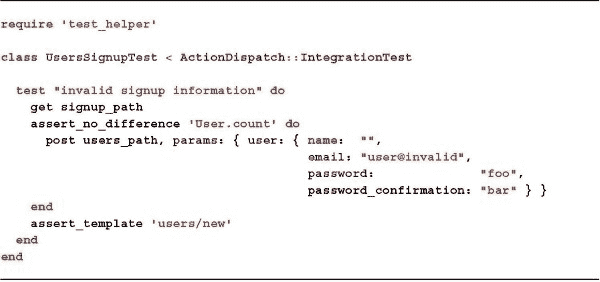 require 'test_helper'
class UsersSignupTest < ActionDispatch::IntegrationTest
  test "invalid signup information" do
    get signup_path
    assert_no_difference 'User.count' do
      post users_path, params: { user: { name:  "",
                                         email: "user@invalid",
                                         password:              "foo",
                                         password_confirmation: "bar" } }
    end
    assert_template 'users/new'
  end
end